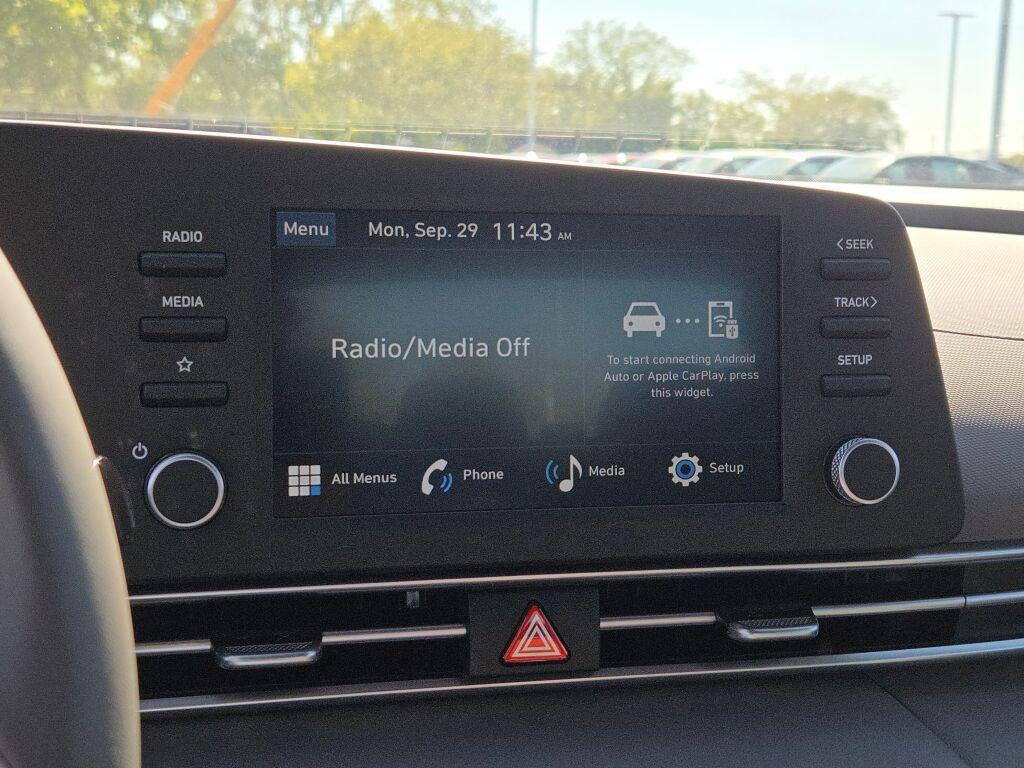 RADIO
MEDIA
Menu
Mon, Sep. 29 11:43 AM
Radio/Media Off
To start connecting Android
Auto or Apple CarPlay, press
this widget.
All Menus
Phone
Media
Setup
SEEK
TRACK
SETUP